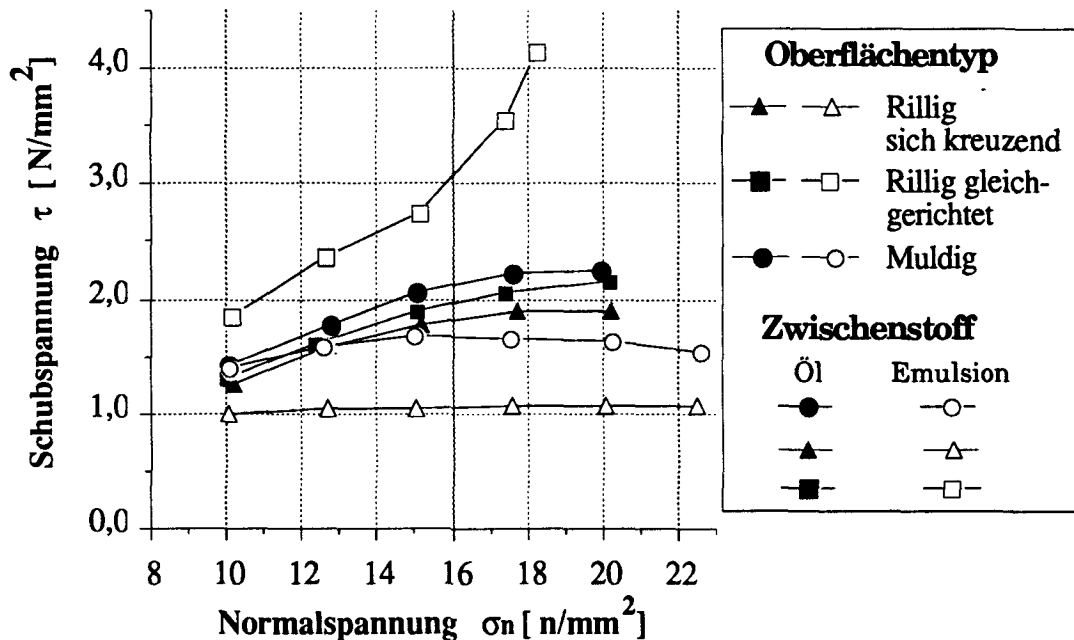 4,0
3,0
2,0
1,0
0,0
Schubspannung τ [ N/mm²]
8 10 12 14 16 18 20 22
Normalspannung σn [ n/mm²]
Oberflächentyp
Rillig
sich kreuzend
Rillig gleich-
gerichtet
Muldig
Zwischenstoff
Öl Emulsion